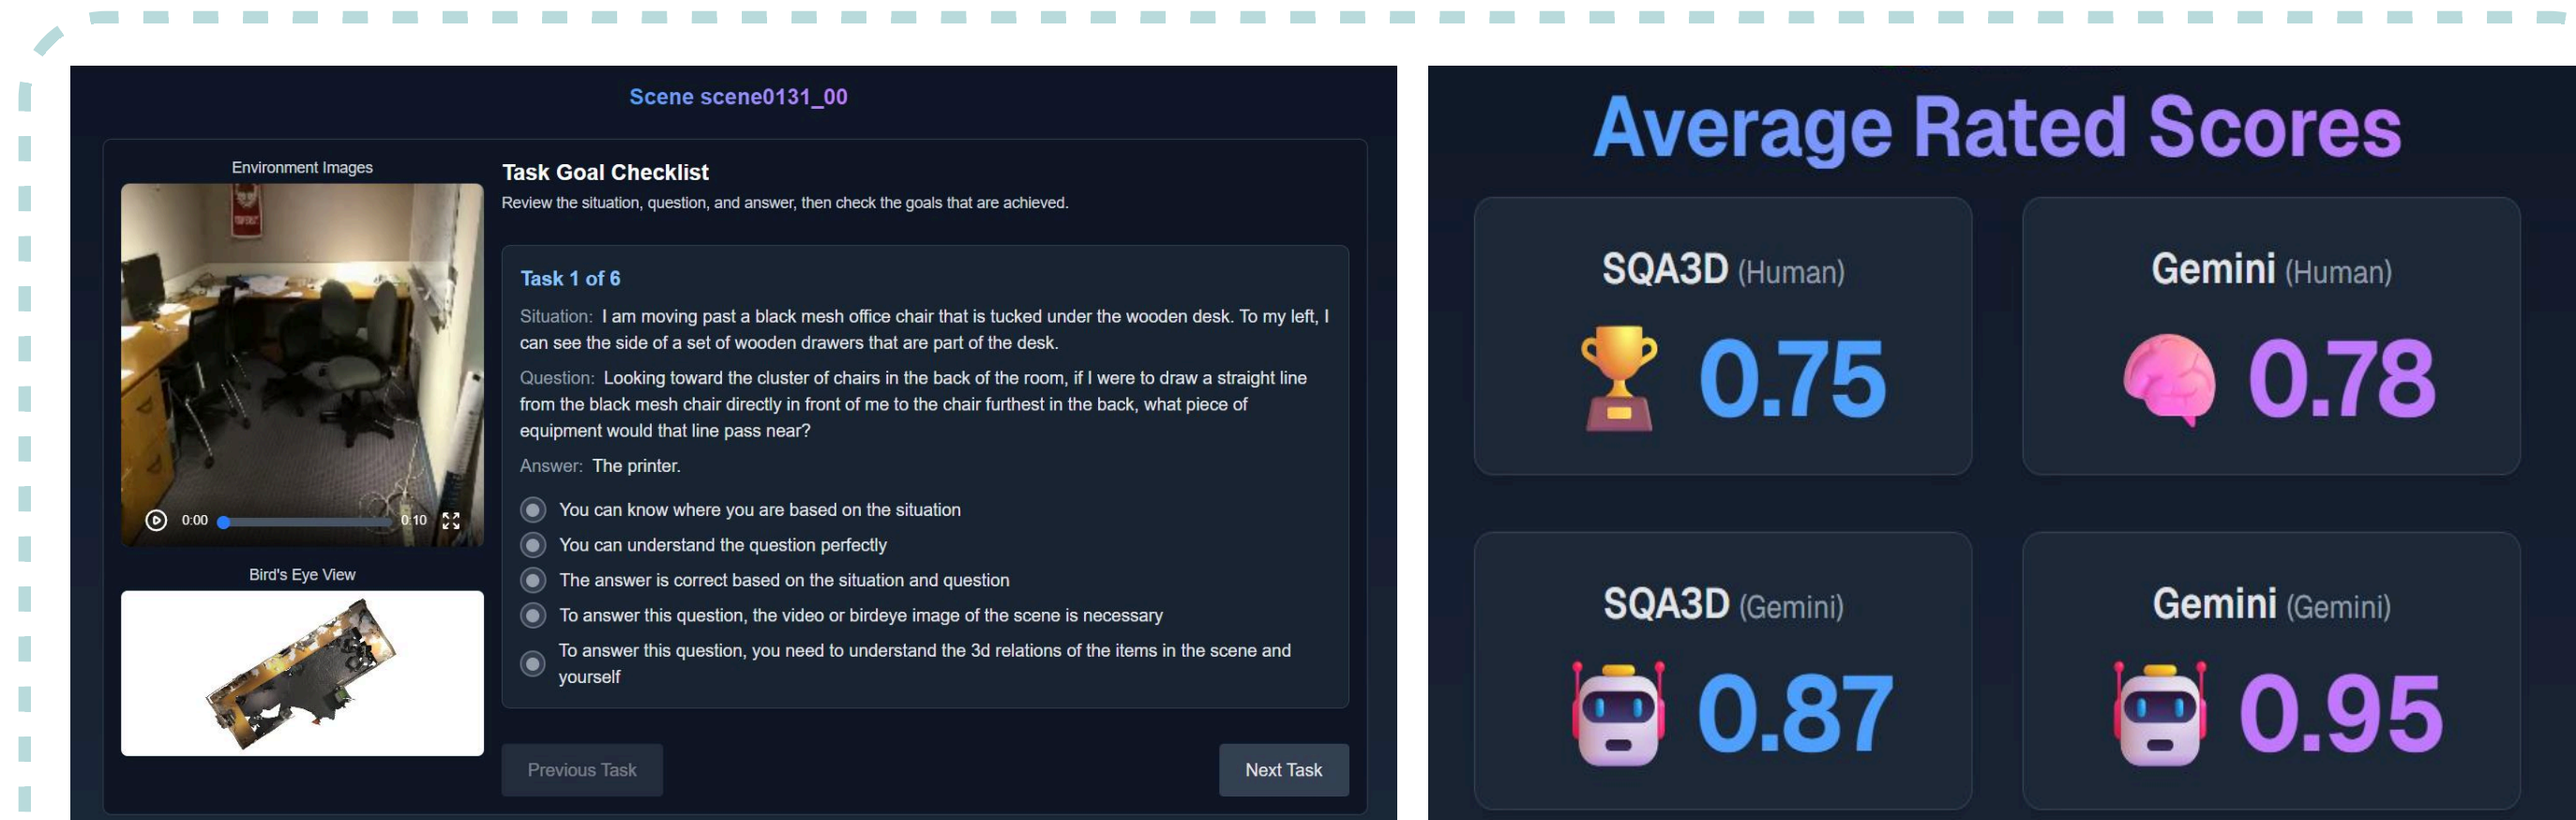 Scene scene0131_00
Environment Images
0:00
0:10
Bird's Eye View
Task Goal Checklist
Review the situation, question, and answer, then check the goals that are achieved.
Task 1 of 6
Situation: I am moving past a black mesh office chair that is tucked under the wooden desk. To my left, I
can see the side of a set of wooden drawers that are part of the desk.
Question: Looking toward the cluster of chairs in the back of the room, if I were to draw a straight line
from the black mesh chair directly in front of me to the chair furthest in the back, what piece of
equipment would that line pass near?
Answer: The printer.
You can know where you are based on the situation
You can understand the question perfectly
The answer is correct based on the situation and question
To answer this question, the video or birdeye image of the scene is necessary
To answer this question, you need to understand the 3d relations of the items in the scene and
yourself
Previous Task
Next Task
Average Rated Scores
SQA3D (Human)
0.75
Gemini (Human)
0.78
SQA3D (Gemini)
0.87
Gemini (Gemini)
0.95